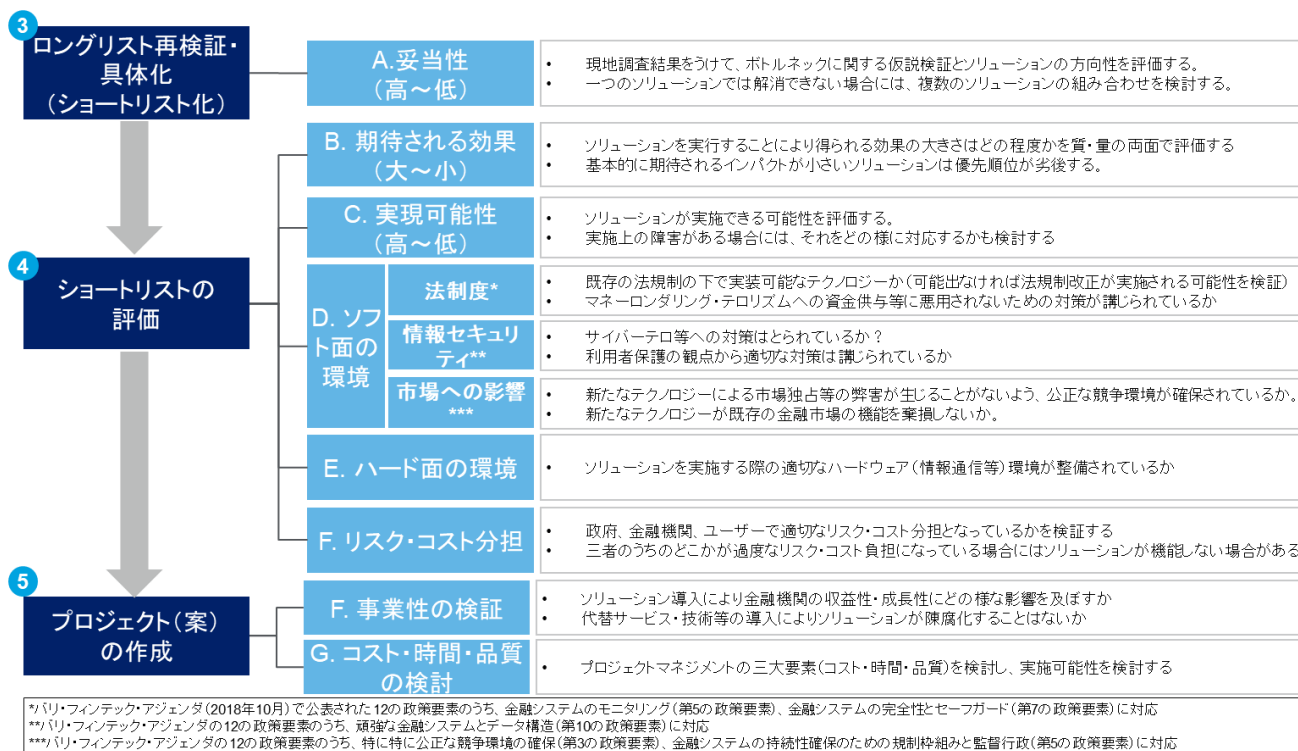 3
ロングリスト再検証・
具体化
（ショートリスト化）
A.妥当性
（高～低）
• 現地調査結果をうけて、ボトルネックに関する仮説検証とソリューションの方向性を評価する。
• 一つのソリューションでは解消できない場合には、複数のソリューションの組み合わせを検討する。
4
ショートリストの
評価
B. 期待される効果
（大～小）
• ソリューションを実行することにより得られる効果の大きさはどの程度かを質・量の両面で評価する
• 基本的に期待されるインパクトが小さいソリューションは優先順位が劣後する。
C. 実現可能性
（高～低）
• ソリューションが実施できる可能性を評価する。
• 実施上の障害がある場合には、それをどの様に対応するかも検討する
D. ソフ
ト面の
環境
法制度*
• 既存の法規制の下で実装可能なテクノロジーか（可能出なければ法規制改正が実施される可能性を検証）
• マネーロンダリング・テロリズムへの資金供与等に悪用されないための対策が講じられているか
情報セキュリ
ティ**
• サイバーテロ等への対策はとられているか？
• 利用者保護の観点から適切な対策は講じられているか
市場への影響
***
• 新たなテクノロジーによる市場独占等の弊害が生じることがないよう、公正な競争環境が確保されているか。
• 新たなテクノロジーが既存の金融市場の機能を棄損しないか。
E. ハード面の環境
• ソリューションを実施する際の適切なハードウェア（情報通信等）環境が整備されているか
F. リスク・コスト分担
• 政府、金融機関、ユーザーで適切なリスク・コスト分担となっているかを検証する
• 三者のうちのどこかが過度なリスク・コスト負担になっている場合にはソリューションが機能しない場合がある
5
プロジェクト（案）
の作成
F. 事業性の検証
• ソリューション導入により金融機関の収益性・成長性にどの様な影響を及ぼすか
• 代替サービス・技術等の導入によりソリューションが陳腐化することはないか
G. コスト・時間・品質
の検討
• プロジェクトマネジメントの三大要素(コスト・時間・品質)を検討し、実施可能性を検討する
*バリ・フィンテック・アジェンダ(2018年10月)で公表された12の政策要素のうち、金融システムのモニタリング(第5の政策要素)、金融システムの完全性とセーフガード(第7の政策要素)に対応
**バリ・フィンテック・アジェンダの12の政策要素のうち、頑強な金融システムとデータ構造(第10の政策要素)に対応
***バリ・フィンテック・アジェンダの12の政策要素のうち、特に特に公正な競争環境の確保(第3の政策要素)、金融システムの持続性確保のための規制枠組みと監督行政(第5の政策要素)に対応